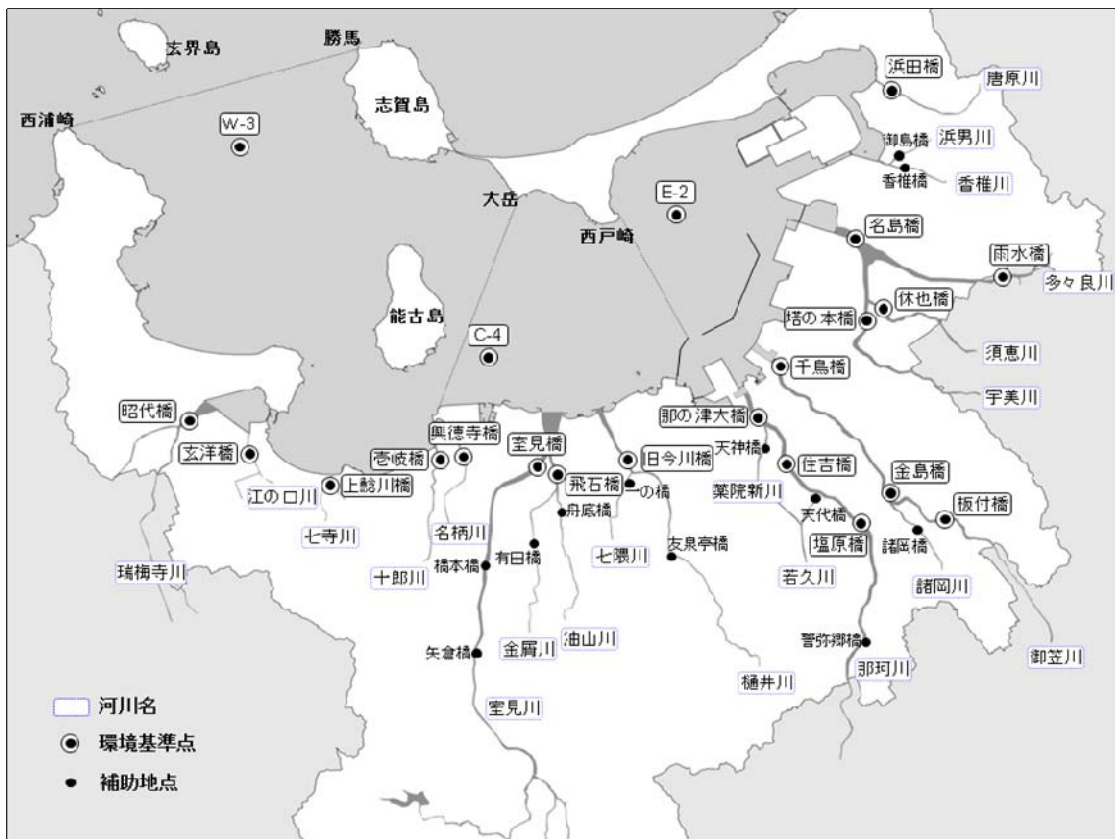 玄界島
勝馬
西浦崎
W-3
志賀島
大岳
E-2
西戸崎
能古島
C-4
浜田橋
唐原川
御島橋
浜男川
香椎橋
香椎川
名島橋
雨水橋
多々良川
休也橋
塔の本橋
須恵川
宇美川
千鳥橋
昭代橋
玄洋橋
江の口川
上鯰川橋
七寺川
瑞梅寺川
興徳寺橋
壱岐橋
名柄川
十郎川
室見橋
飛石橋
舟底橋
有田橋
橋本橋
矢倉橋
金屑川
油山川
室見川
旧今川橋
一の橋
七隈川
友泉亭橋
樋井川
那の津大橋
天神橋
住吉橋
薬院新川
天代橋
塩原橋
若久川
警弥郷橋
那珂川
金島橋
板付橋
諸岡橋
諸岡川
御笠川
河川名
環境基準点
補助地点